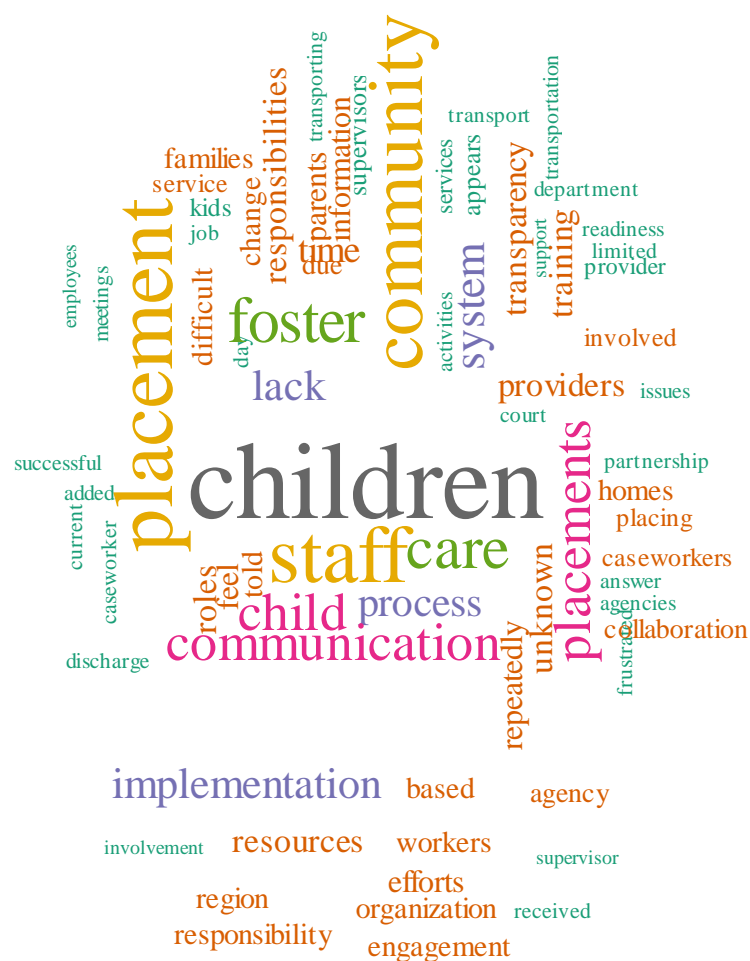 community
transporting
supervisors
information
parents
responsibilities
change
families
service
kids
job
time
due
transport
services
appears
transportation
department
transparency
support
training
readiness
limited
provider
placement
employees
meetings
difficult
foster
day
system
activities
involved
lack
providers
issues
court
successful
added
current
caseworker
children
placements
partnership
homes
placing
staff
care
caseworkers
answer
agencies
roles
feel
told
child
process
communication
unknown
repeatedly
collaboration
frustrated
discharge
implementation
based
agency
involvement
resources
workers
supervisor
efforts
region
organization
received
responsibility
engagement